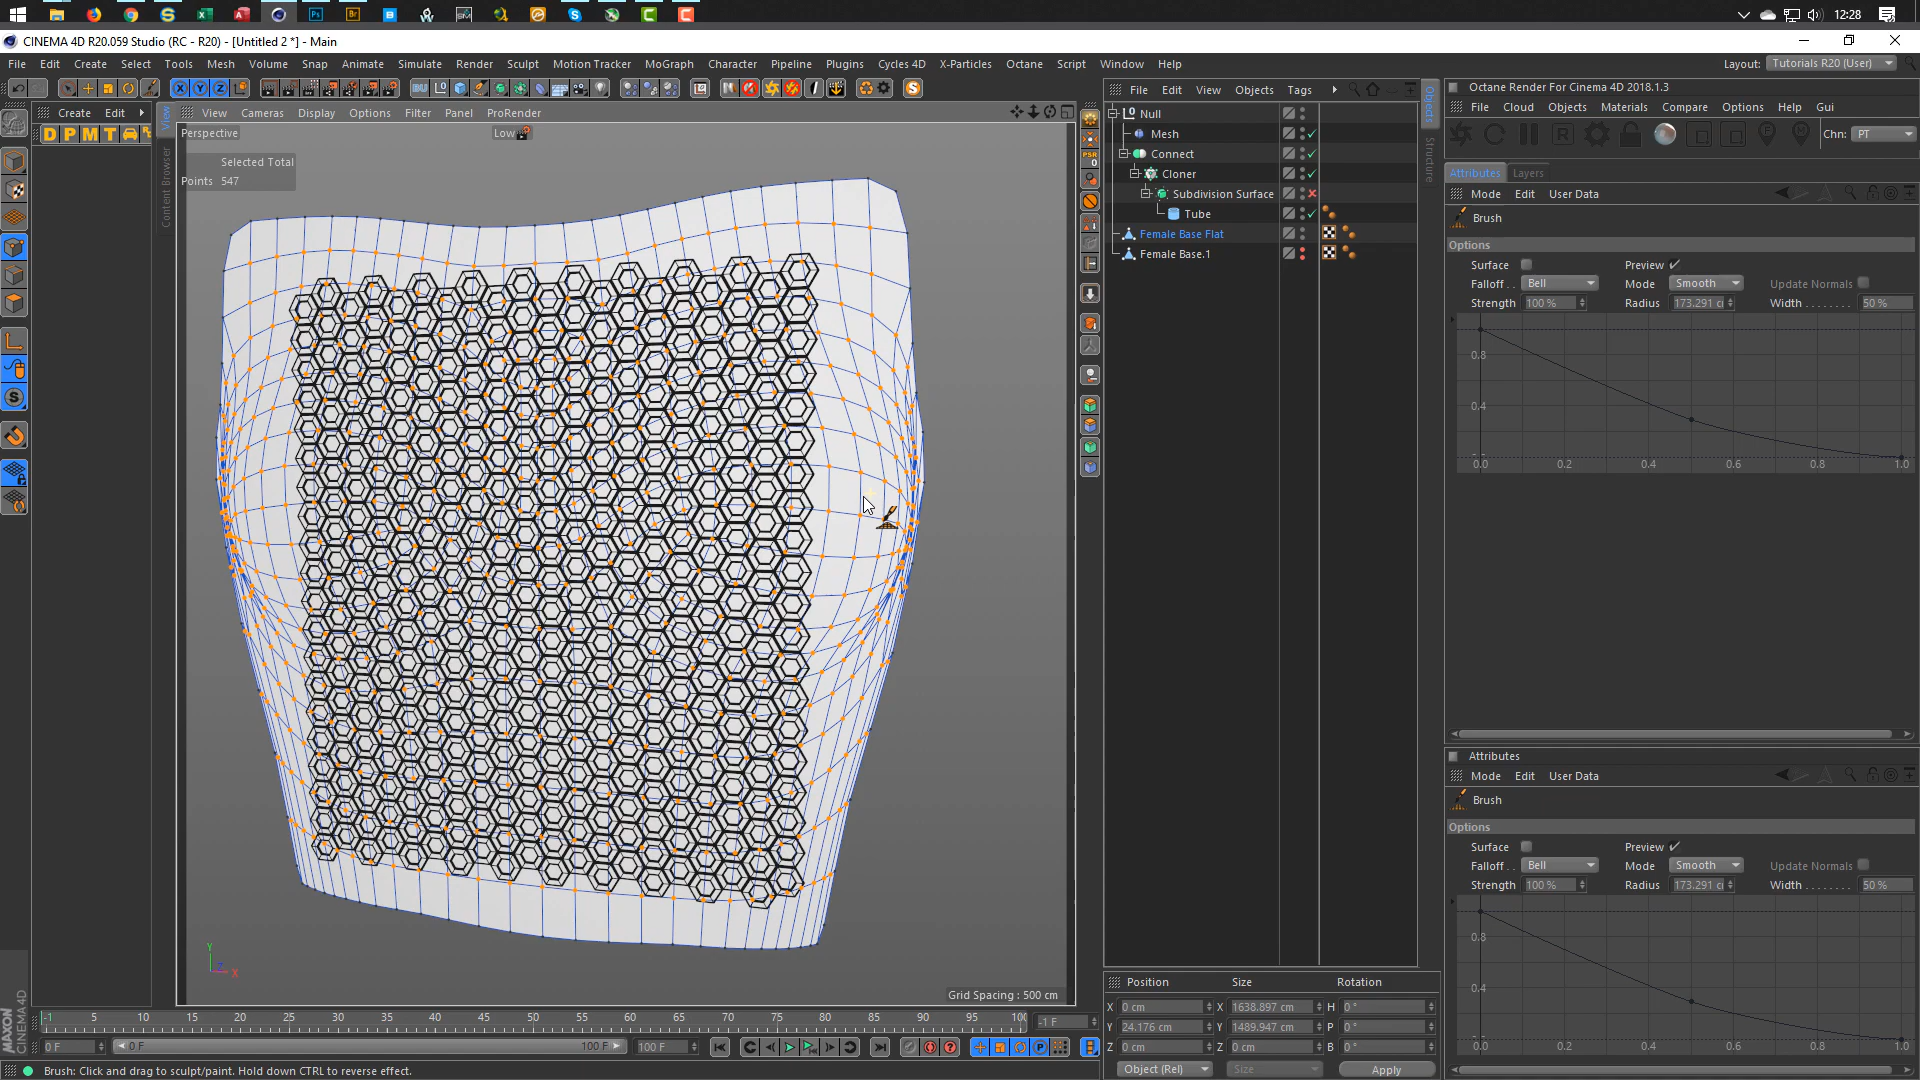 12:28
CINEMA 4D R20.059 Studio (RC - R20) - [Untitled 2 *] - Main
File Edit Create Select Tools Mesh Volume Snap Animate Simulate Render Sculpt Motion Tracker MoGraph Character Pipeline Plugins Cycles 4D X-Particles Octane Script Window Help Layout: Tutorials R20 (User)
Create Edit
D P M T
View Cameras Display Options Filter Panel ProRender
Perspective Low
Selected Total
Points 547
View
Content Browser
Grid Spacing : 500 cm
File Edit View Objects Tags
Null
Mesh
Connect
Cloner
Subdivision Surface
Tube
Female Base Flat
Female Base.1
Objects
Structure
Octane Render For Cinema 4D 2018.1.3
File Cloud Objects Materials Compare Options Help Gui
Chn: PT
Attributes Layers
Mode Edit User Data
Brush
Options
Surface Preview
Falloff . . Bell Mode Smooth Update Normals
Strength 100 % Radius 173.291 c Width . . . . . . . . 50 %
0.8
0.4
0.0 0.2 0.4 0.6 0.8 1.0
Attributes
Mode Edit User Data
Brush
Options
Surface Preview
Falloff . . Bell Mode Smooth Update Normals
Strength 100 % Radius 173.291 c Width . . . . . . . . 50 %
0.8
0.4
0.0 0.2 0.4 0.6 0.8 1.0
Position Size Rotation
X 0 cm X 1638.897 cm H 0 °
Y 24.176 cm Y 1489.947 cm P 0 °
Z 0 cm Z 0 cm B 0 °
Object (Rel) Size Apply
-1 5 10 15 20 25 30 35 40 45 50 55 60 65 70 75 80 85 90 95 100 -1 F
0 F 0 F 100 F 100 F
MAXON CINEMA4D
Brush: Click and drag to sculpt/paint. Hold down CTRL to reverse effect.